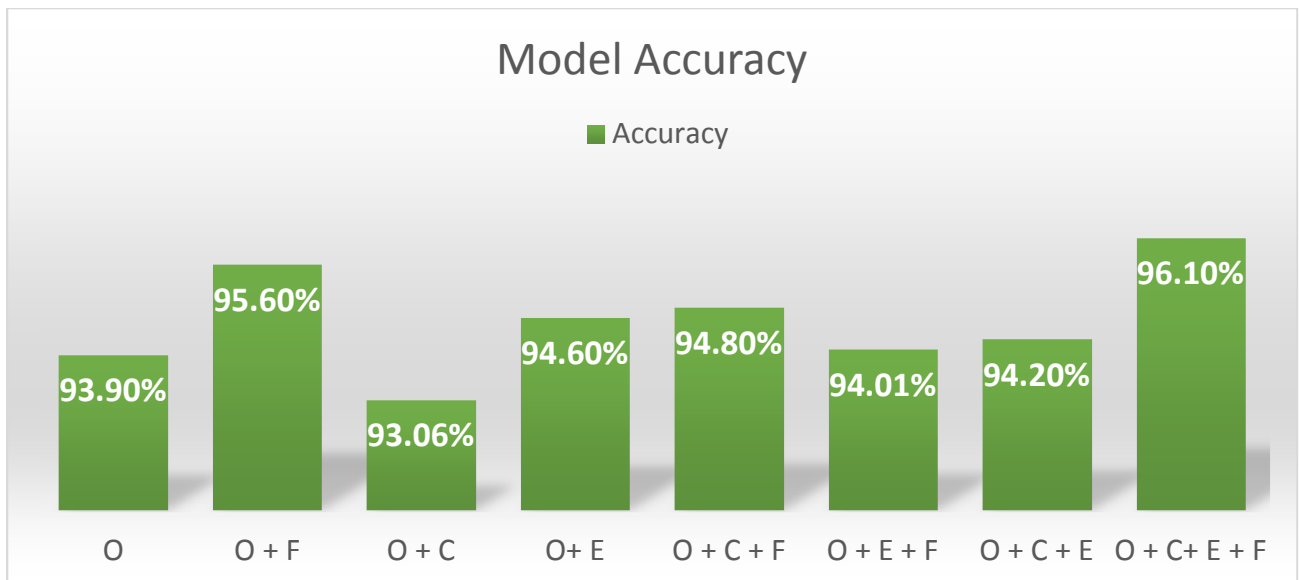 Model Accuracy
Accuracy
93.90%
95.60%
93.06%
94.60%
94.80%
94.01%
94.20%
96.10%
O
O + F
O + C
O+ E
O + C + F
O + E + F
O + C + E
O + C+ E + F